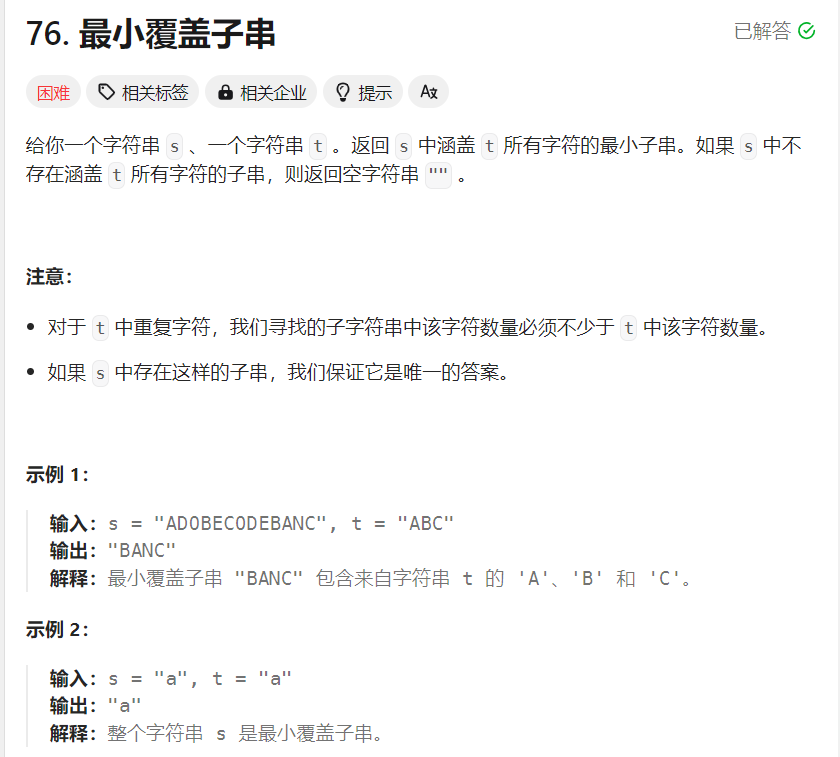 76. 最小覆盖子串
已解答
困难 相关标签 相关企业 提示 Aあ
给你一个字符串 s 、一个字符串 t 。返回 s 中涵盖 t 所有字符的最小子串。如果 s 中不
存在涵盖 t 所有字符的子串，则返回空字符串 "" 。
注意：
• 对于 t 中重复字符，我们寻找的子字符串中该字符数量必须不少于 t 中该字符数量。
• 如果 s 中存在这样的子串，我们保证它是唯一的答案。
示例 1：
输入：s = "ADOBECODEBANC", t = "ABC"
输出："BANC"
解释：最小覆盖子串 "BANC" 包含来自字符串 t 的 'A'、'B' 和 'C'。
示例 2：
输入：s = "a", t = "a"
输出："a"
解释：整个字符串 s 是最小覆盖子串。